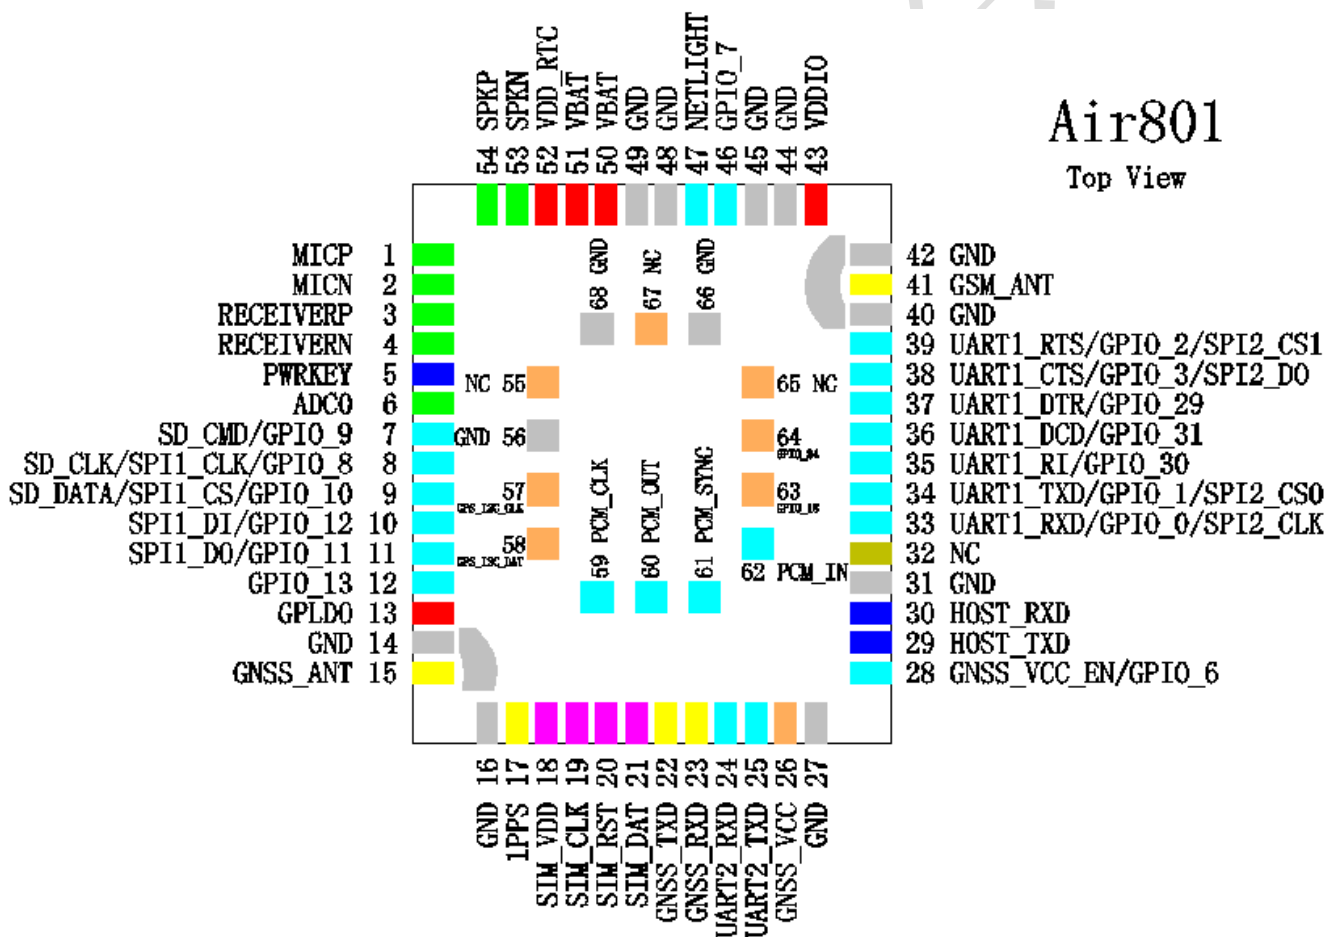 Air801
Top View
54 SPKP
53 SPKN
52 VDD_RTC
51 VBAT
50 VBAT
49 GND
48 GND
47 NETLIGHT
46 GPIO_7
45 GND
44 GND
43 VDDIO
MICP 1
MICN 2
RECEIVERP 3
RECEIVERN 4
PWRKEY 5
ADC0 6
SD_CMD/GPIO_9 7
SD_CLK/SPI1_CLK/GPIO_8 8
SD_DATA/SPI1_CS/GPIO_10 9
SPI1_DI/GPIO_12 10
SPI1_DO/GPIO_11 11
GPIO_13 12
GPLDO 13
GND 14
GNSS_ANT 15
68 GND
67 NC
66 GND
NC 55
GND 56
57
GPS_I2C_CLK
58
GPS_I2C_DAT
59 PCM_CLK
60 PCM_OUT
61 PCM_SYNC
65 NC
64
63
62 PCM_IN
42 GND
41 GSM_ANT
40 GND
39 UART1_RTS/GPIO_2/SPI2_CS1
38 UART1_CTS/GPIO_3/SPI2_DO
37 UART1_DTR/GPIO_29
36 UART1_DCD/GPIO_31
35 UART1_RI/GPIO_30
34 UART1_TXD/GPIO_1/SPI2_CS0
33 UART1_RXD/GPIO_0/SPI2_CLK
32 NC
31 GND
30 HOST_RXD
29 HOST_TXD
28 GNSS_VCC_EN/GPIO_6
GND 16
1PPS 17
SIM_VDD 18
SIM_CLK 19
SIM_RST 20
SIM_DAT 21
GNSS_TXD 22
GNSS_RXD 23
UART2_RXD 24
UART2_TXD 25
GNSS_VCC 26
GND 27